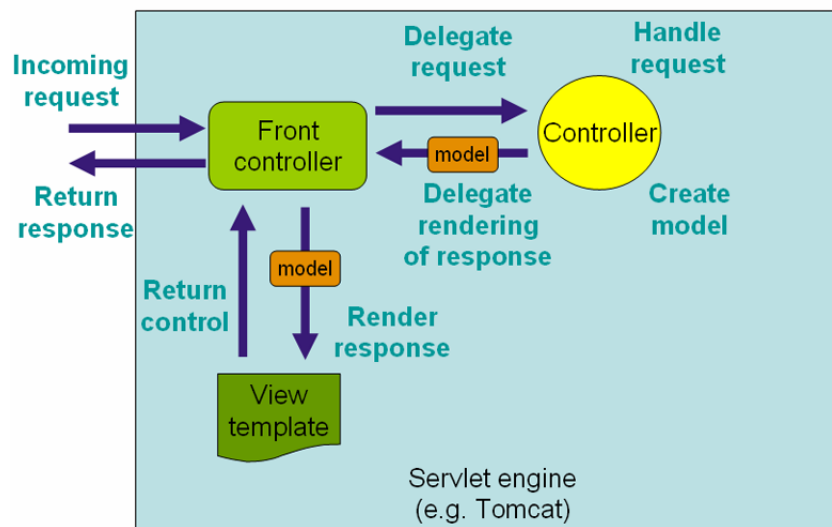 Incoming
request
Return
response
Front
controller
Delegate
request
Handle
request
Controller
model
Delegate
rendering
of response
Create
model
model
Return
control
Render
response
View
template
Servlet engine
(e.g. Tomcat)